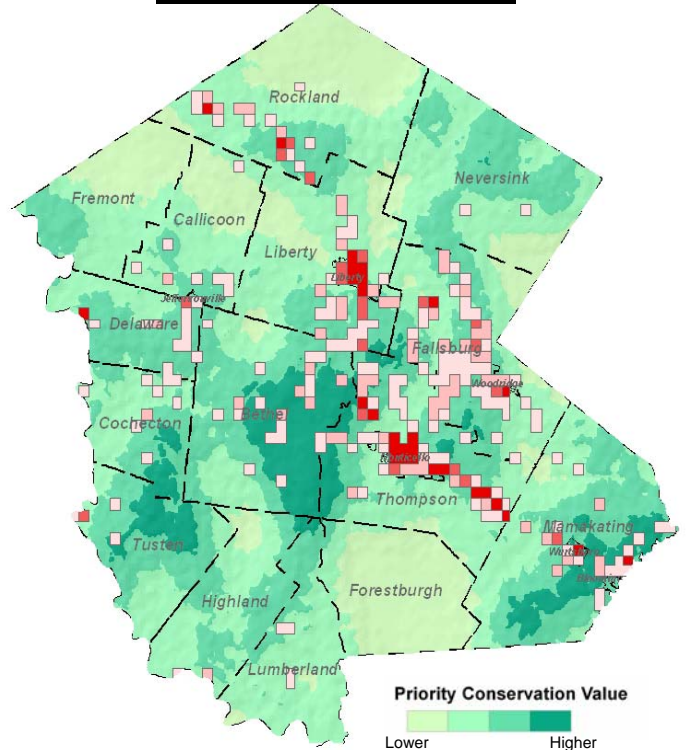 Rockland
Neversink
Fremont
Callicoon
Liberty
Liberty
Jeffersonville
Delaware
Fallsburg
Woodridge
Bethel
Cochecton
Monticello
Thompson
Mamakating
Wurtsboro
Tusten
Forestburgh
Highland
Lumberland
Priority Conservation Value
Lower
Higher